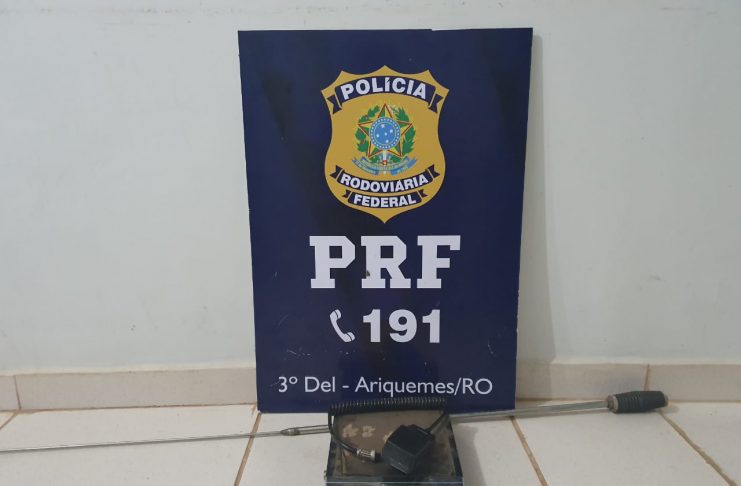 POLÍCIA
RODOVIÁRIA
FEDERAL
PRF
191
3º Del - Ariquemes/RO